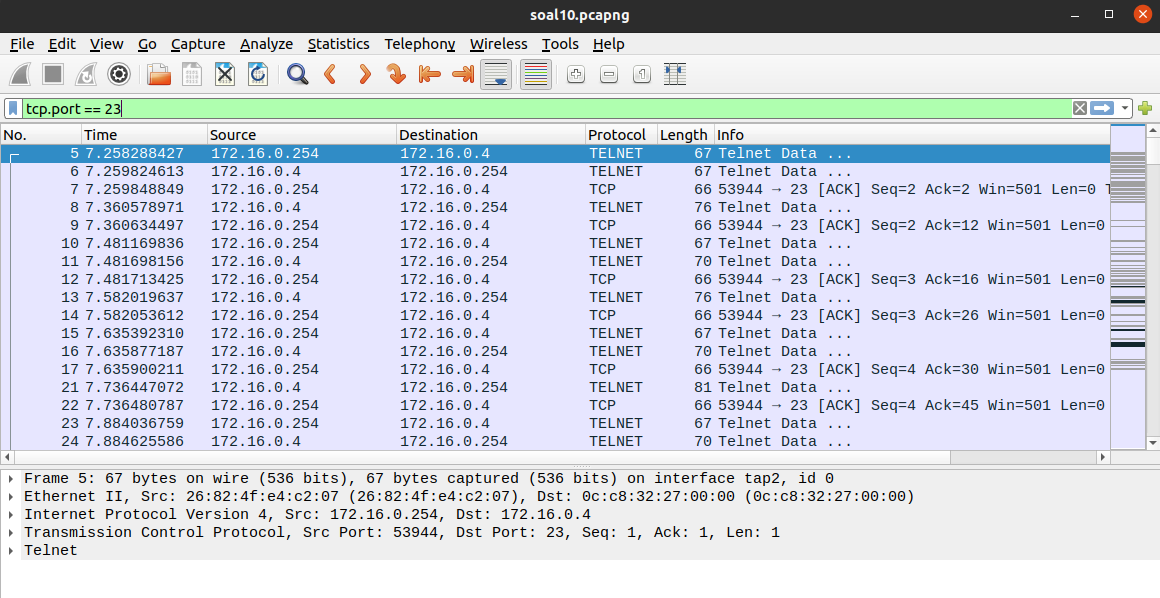 soal10.pcapng
File Edit View Go Capture Analyze Statistics Telephony Wireless Tools Help
tcp.port == 23
No. Time Source Destination Protocol Length Info
5 7.258288427 172.16.0.254 172.16.0.4 TELNET 67 Telnet Data ...
6 7.259824613 172.16.0.4 172.16.0.254 TELNET 67 Telnet Data ...
7 7.259848849 172.16.0.254 172.16.0.4 TCP 66 53944 → 23 [ACK] Seq=2 Ack=2 Win=501 Len=0
8 7.360578971 172.16.0.4 172.16.0.254 TELNET 76 Telnet Data ...
9 7.360634497 172.16.0.254 172.16.0.4 TCP 66 53944 → 23 [ACK] Seq=2 Ack=12 Win=501 Len=0
10 7.481169836 172.16.0.254 172.16.0.4 TELNET 67 Telnet Data ...
11 7.481698156 172.16.0.4 172.16.0.254 TELNET 70 Telnet Data ...
12 7.481713425 172.16.0.254 172.16.0.4 TCP 66 53944 → 23 [ACK] Seq=3 Ack=16 Win=501 Len=0
13 7.582019637 172.16.0.4 172.16.0.254 TELNET 76 Telnet Data ...
14 7.582053612 172.16.0.254 172.16.0.4 TCP 66 53944 → 23 [ACK] Seq=3 Ack=26 Win=501 Len=0
15 7.635392310 172.16.0.254 172.16.0.4 TELNET 67 Telnet Data ...
16 7.635877187 172.16.0.4 172.16.0.254 TELNET 70 Telnet Data ...
17 7.635900211 172.16.0.254 172.16.0.4 TCP 66 53944 → 23 [ACK] Seq=4 Ack=30 Win=501 Len=0
21 7.736447072 172.16.0.4 172.16.0.254 TELNET 81 Telnet Data ...
22 7.736480787 172.16.0.254 172.16.0.4 TCP 66 53944 → 23 [ACK] Seq=4 Ack=45 Win=501 Len=0
23 7.884036759 172.16.0.254 172.16.0.4 TELNET 67 Telnet Data ...
24 7.884625586 172.16.0.4 172.16.0.254 TELNET 70 Telnet Data ...
Frame 5: 67 bytes on wire (536 bits), 67 bytes captured (536 bits) on interface tap2, id 0
Ethernet II, Src: 26:82:4f:e4:c2:07 (26:82:4f:e4:c2:07), Dst: 0c:c8:32:27:00:00 (0c:c8:32:27:00:00)
Internet Protocol Version 4, Src: 172.16.0.254, Dst: 172.16.0.4
Transmission Control Protocol, Src Port: 53944, Dst Port: 23, Seq: 1, Ack: 1, Len: 1
Telnet